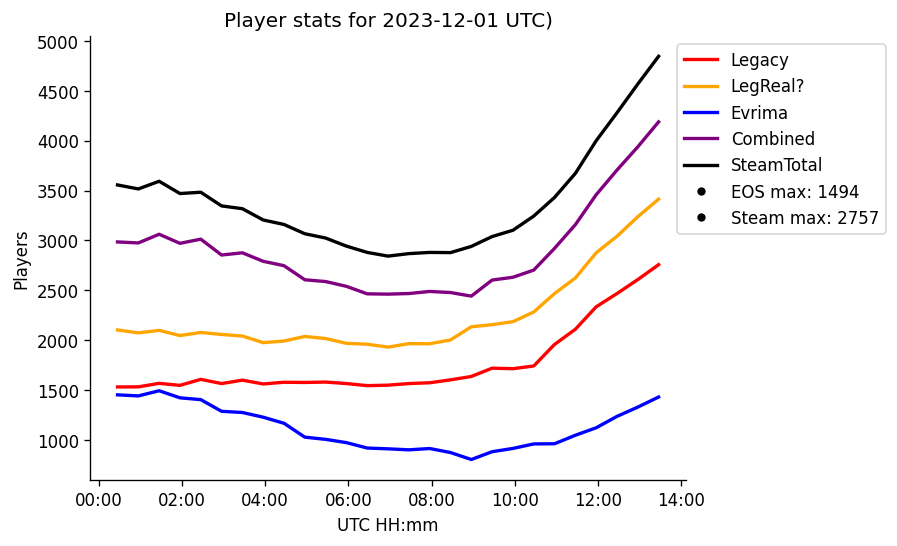 Player stats for 2023-12-01 UTC)
5000
4500
4000
3500
3000
2500
2000
1500
1000
Players
00:00 02:00 04:00 06:00 08:00 10:00 12:00 14:00
UTC HH:mm
Legacy
LegReal?
Evrima
Combined
SteamTotal
EOS max: 1494
Steam max: 2757